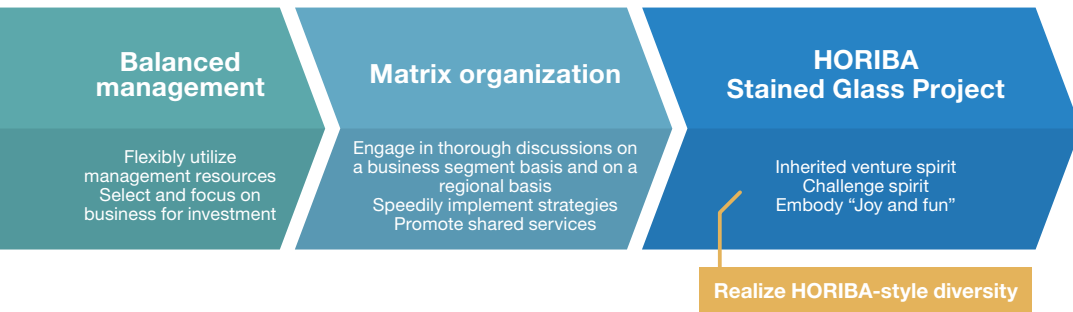 Balanced
management
Flexibly utilize
management resources
Select and focus on
business for investment
Matrix organization
Engage in thorough discussions on
a business segment basis and on a
regional basis
Speedily implement strategies
Promote shared services
HORIBA
Stained Glass Project
Inherited venture spirit
Challenge spirit
Embody “Joy and fun”
Realize HORIBA-style diversity